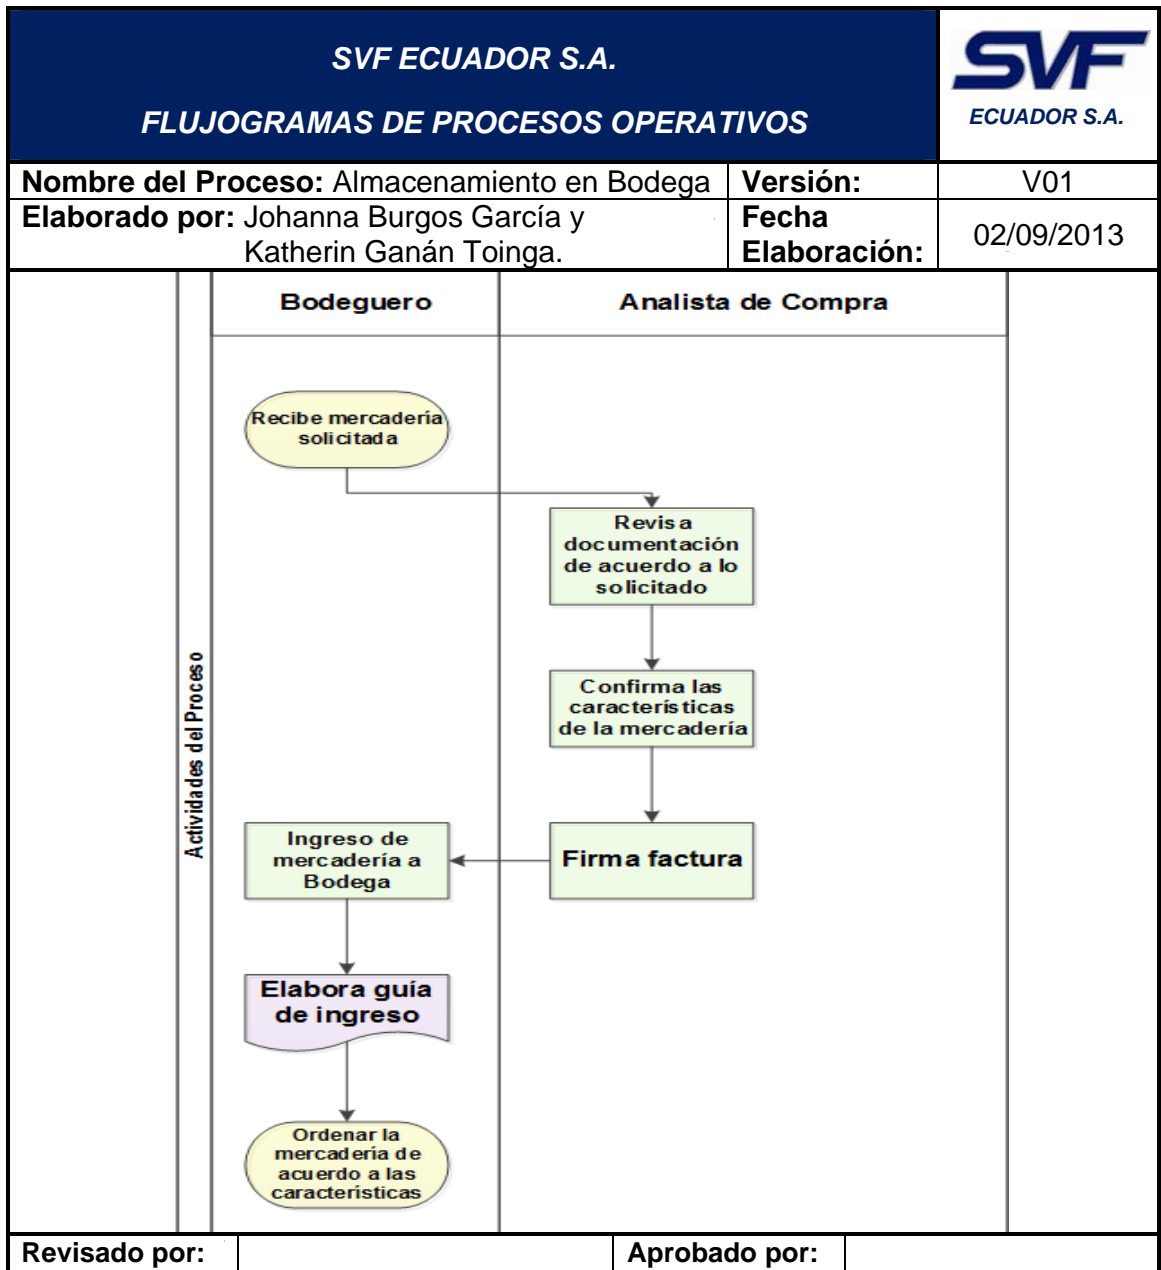 SVF ECUADOR S.A.
FLUJOGRAMAS DE PROCESOS OPERATIVOS
SVF
ECUADOR S.A.
Nombre del Proceso: Almacenamiento en Bodega
Versión:
V01
Elaborado por: Johanna Burgos García y
Katherin Ganán Toinga.
Fecha
Elaboración:
02/09/2013
Actividades del Proceso
Bodeguero
Analista de Compra
Recibe mercadería
solicitada
Revisa
documentación
de acuerdo a lo
solicitado
Confirma las
características
de la mercadería
Firma factura
Ingreso de
mercadería a
Bodega
Elabora guía
de ingreso
Ordenar la
mercadería de
acuerdo a las
características
Revisado por:
Aprobado por: